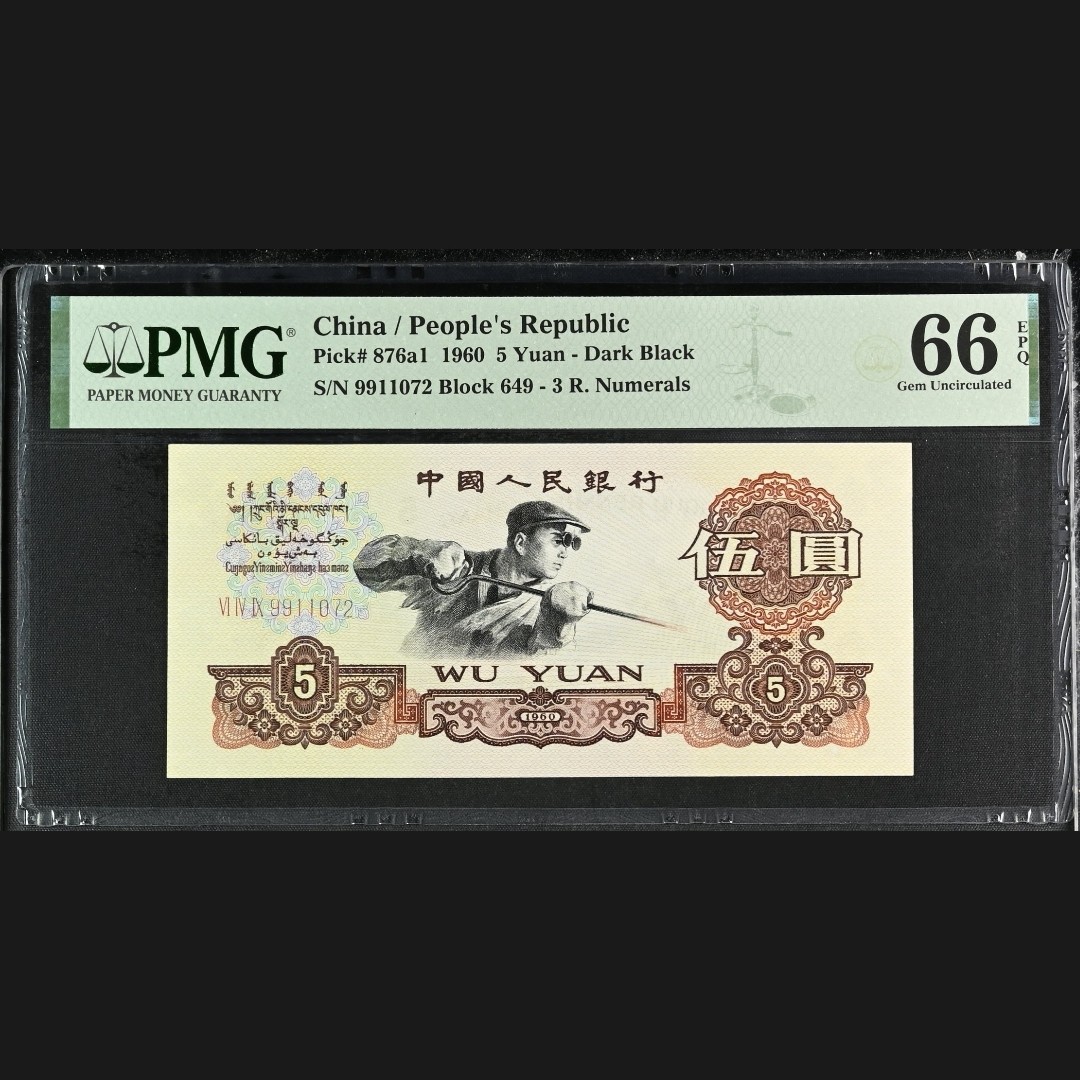 PMG®
PAPER MONEY GUARANTY
China / People's Republic
Pick# 876a1 1960 5 Yuan - Dark Black
S/N 9911072 Block 649 - 3 R. Numerals
66
EPQ
Gem Uncirculated
中國人民銀行
伍圓
VI IV IX 9911072
WU YUAN
5
1960
5